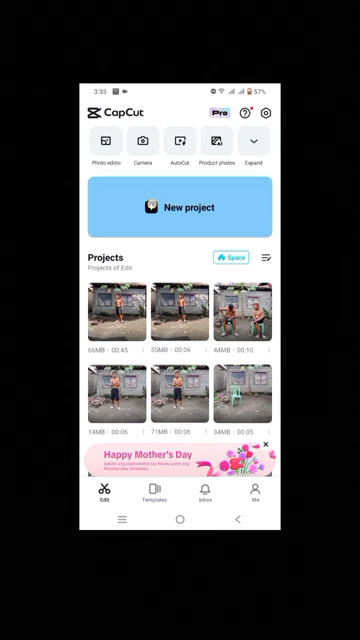 3:33
57%
CapCut
Pro
Photo editor
Camera
AutoCut
Product photos
Expand
New project
Projects
Space
Projects of Edit
66MB 00:45
55MB 00:06
44MB 00:10
14MB 00:06
71MB 00:06
34MB 00:05
Happy Mother's Day
Edit
Templates
Inbox
Me